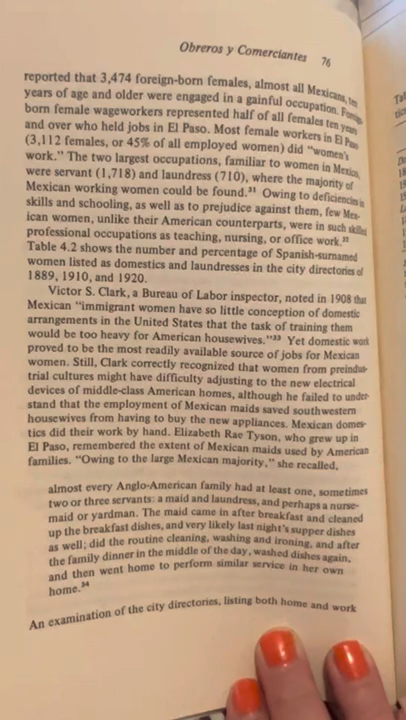 Obreros y Comerciantes 76
reported that 3,474 foreign-born females, almost all Mexicans, ten
years of age and older were engaged in a gainful occupation. Foreign-
born female wageworkers represented half of all females ten years
and over who held jobs in El Paso. Most female workers in El Paso
(3,112 females, or 45% of all employed women) did "women's
work." The two largest occupations, familiar to women in Mexico,
were servant (1,718) and laundress (710), where the majority of
Mexican working women could be found.³¹ Owing to deficiencies in
skills and schooling, as well as to prejudice against them, few Mex-
ican women, unlike their American counterparts, were in such skilled
professional occupations as teaching, nursing, or office work.³²
Table 4.2 shows the number and percentage of Spanish-surnamed
women listed as domestics and laundresses in the city directories of
1889, 1910, and 1920.
Victor S. Clark, a Bureau of Labor inspector, noted in 1908 that
Mexican "immigrant women have so little conception of domestic
arrangements in the United States that the task of training them
would be too heavy for American housewives."³³ Yet domestic work
proved to be the most readily available source of jobs for Mexican
women. Still, Clark correctly recognized that women from preindus-
trial cultures might have difficulty adjusting to the new electrical
devices of middle-class American homes, although he failed to under-
stand that the employment of Mexican maids saved southwestern
housewives from having to buy the new appliances. Mexican domes-
tics did their work by hand. Elizabeth Rae Tyson, who grew up in
El Paso, remembered the extent of Mexican maids used by American
families. "Owing to the large Mexican majority," she recalled,
almost every Anglo-American family had at least one, sometimes
two or three servants: a maid and laundress, and perhaps a nurse-
maid or yardman. The maid came in after breakfast and cleaned
up the breakfast dishes, and very likely last night's supper dishes
as well; did the routine cleaning, washing and ironing, and after
the family dinner in the middle of the day, washed dishes again,
and then went home to perform similar service in her own
home.³⁴
An examination of the city directories, listing both home and work